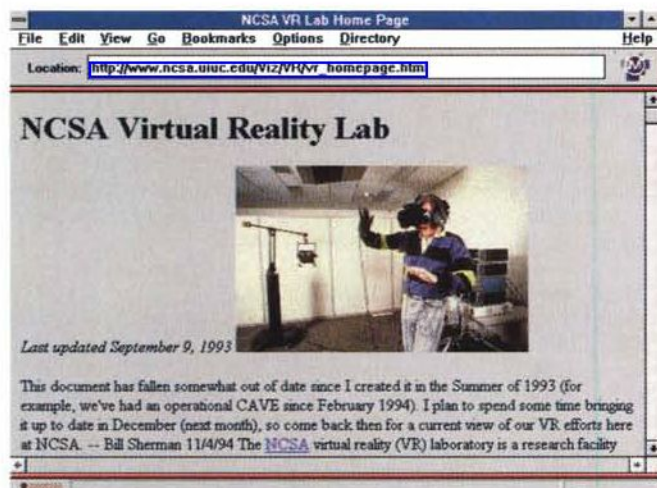 NCSA VR Lab Home Page
File Edit View Go Bookmarks Options Directory Help
Location: http://www.ncsa.uiuc.edu/Viz/VR/vr_homepage.html
NCSA Virtual Reality Lab
Last updated September 9, 1993
This document has fallen somewhat out of date since I created it in the Summer of 1993 (for
example, we've had an operational CAVE since February 1994). I plan to spend some time bringing
it up to date in December (next month), so come back then for a current view of our VR efforts here
at NCSA. -- Bill Sherman 11/4/94 The NCSA virtual reality (VR) laboratory is a research facility